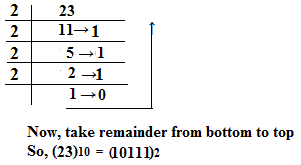 2 23
2 11→1
2 5→1
2 2→1
1→0
Now, take remainder from bottom to top
So, (23)10 = (10111)2